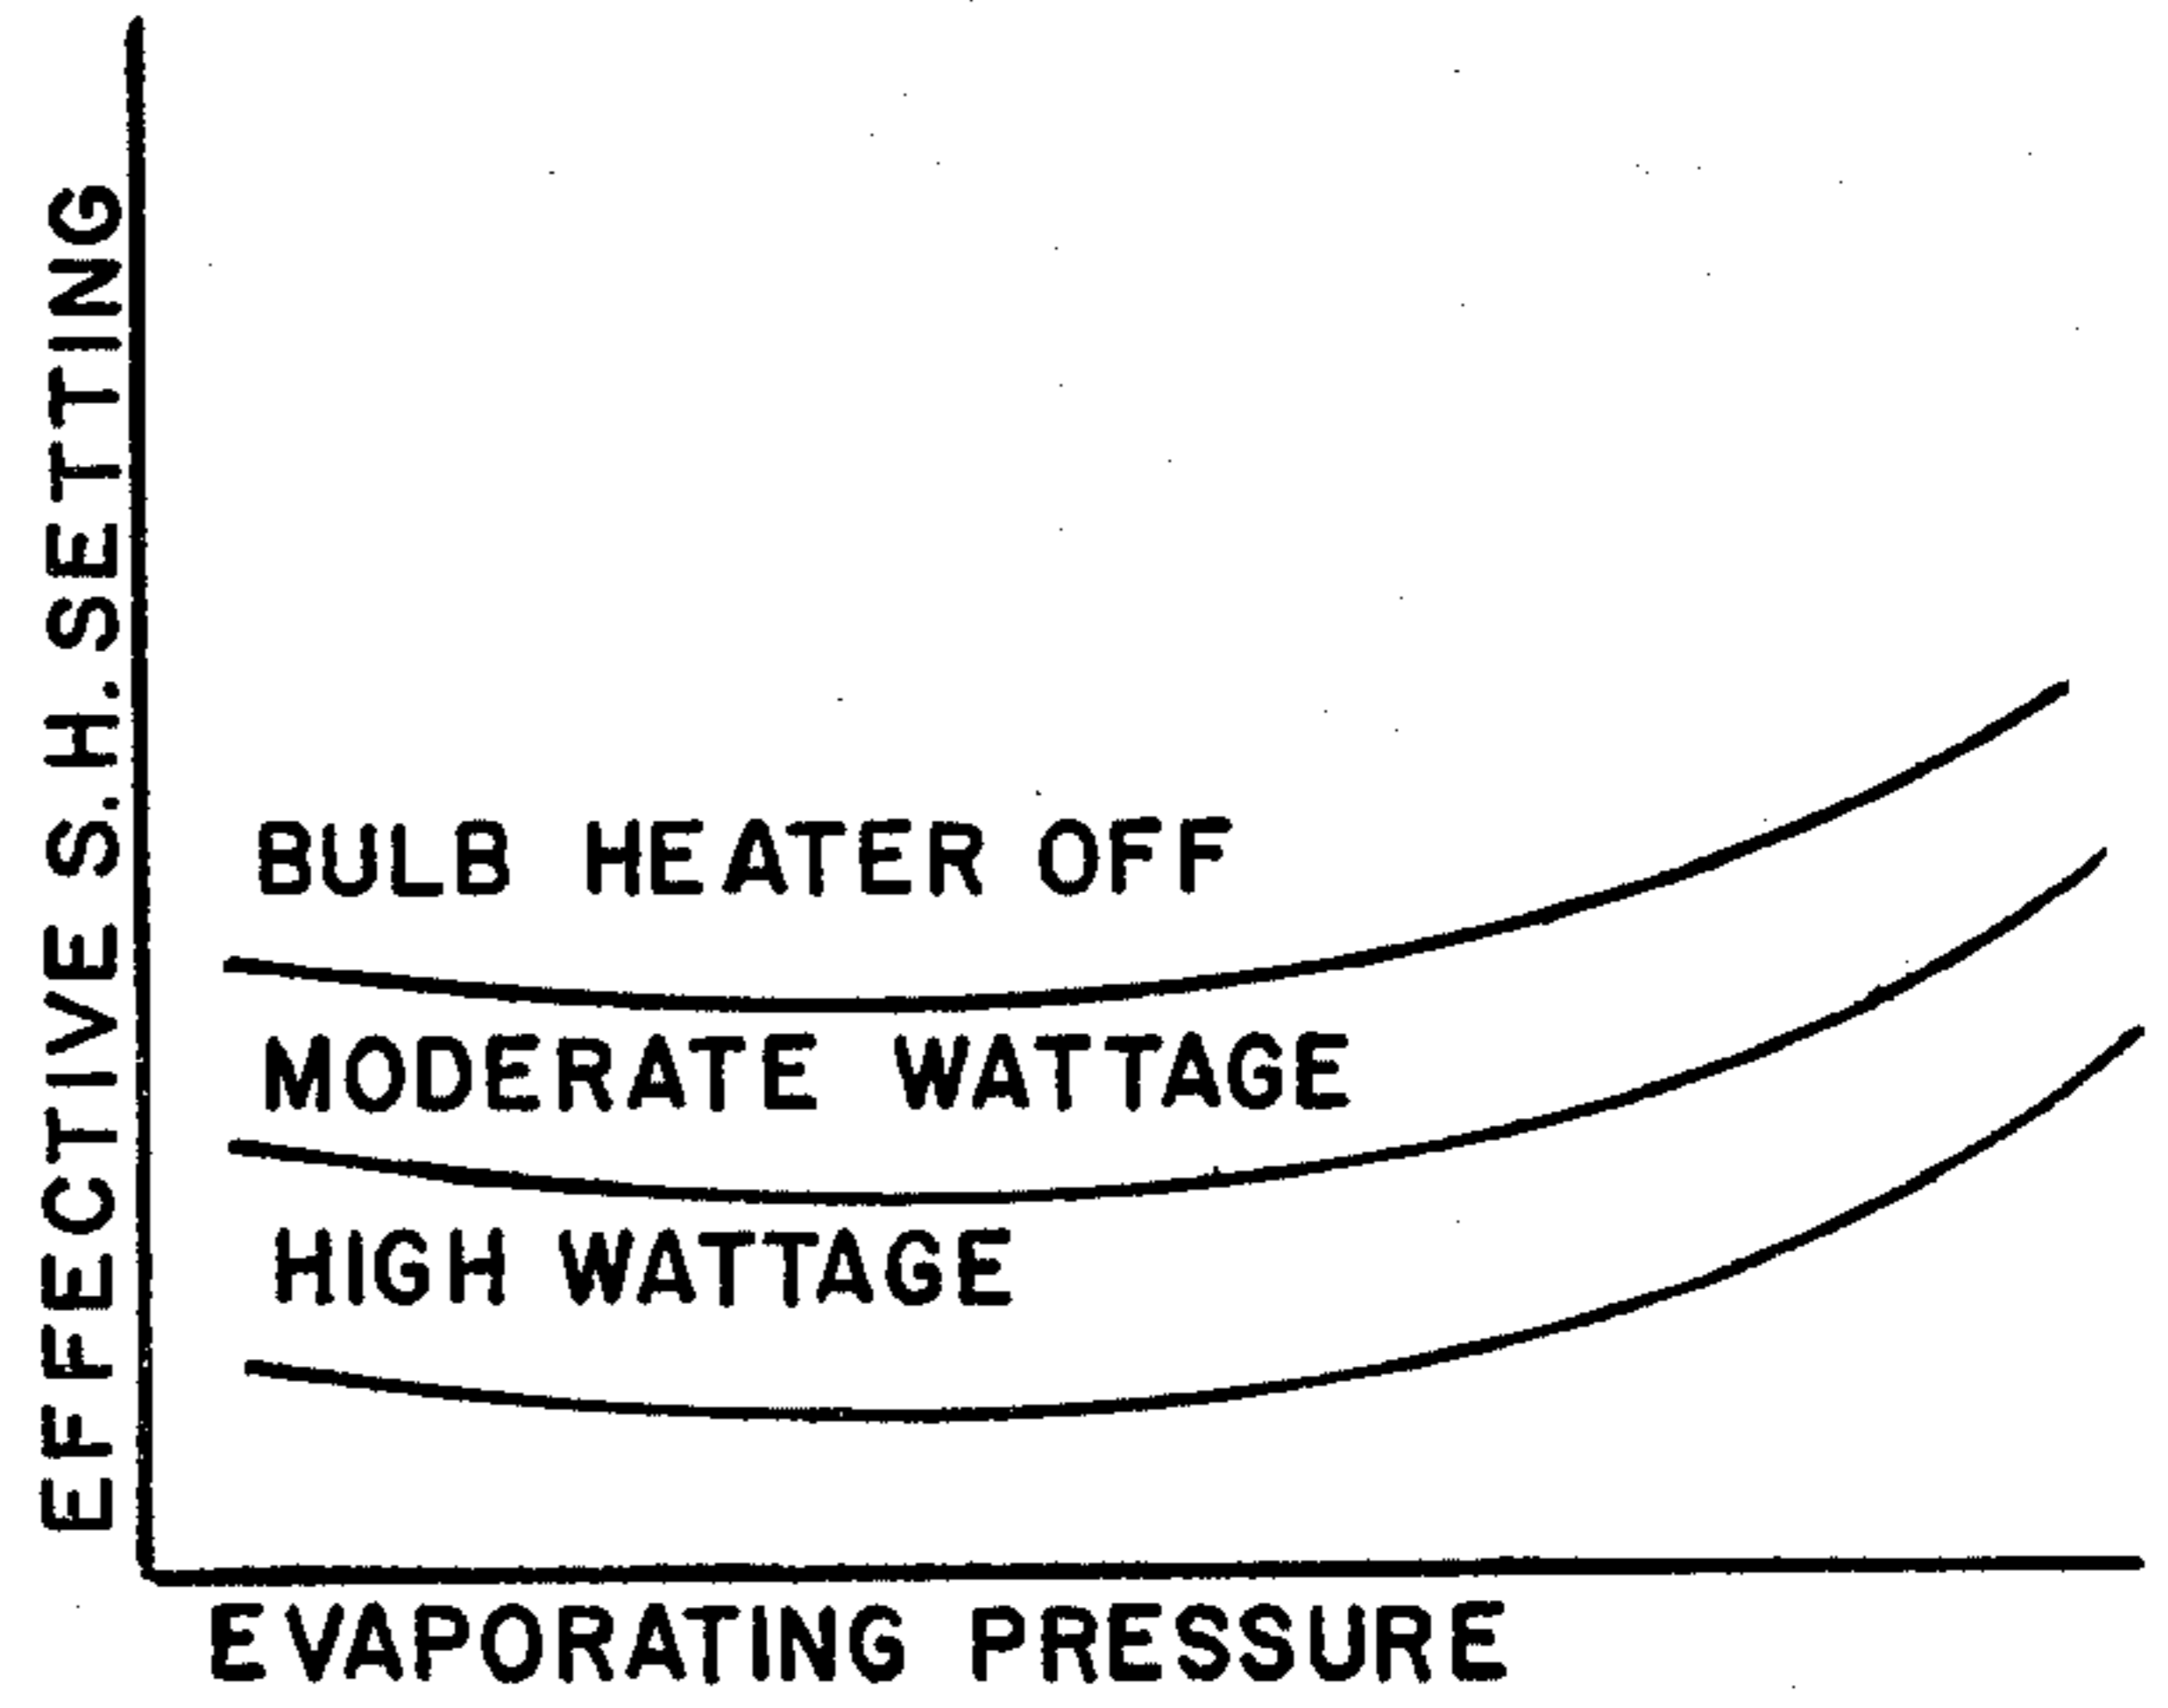 EFFECTIVE S.H. SETTING
BULB HEATER OFF
MODERATE WATTAGE
HIGH WATTAGE
EVAPORATING PRESSURE